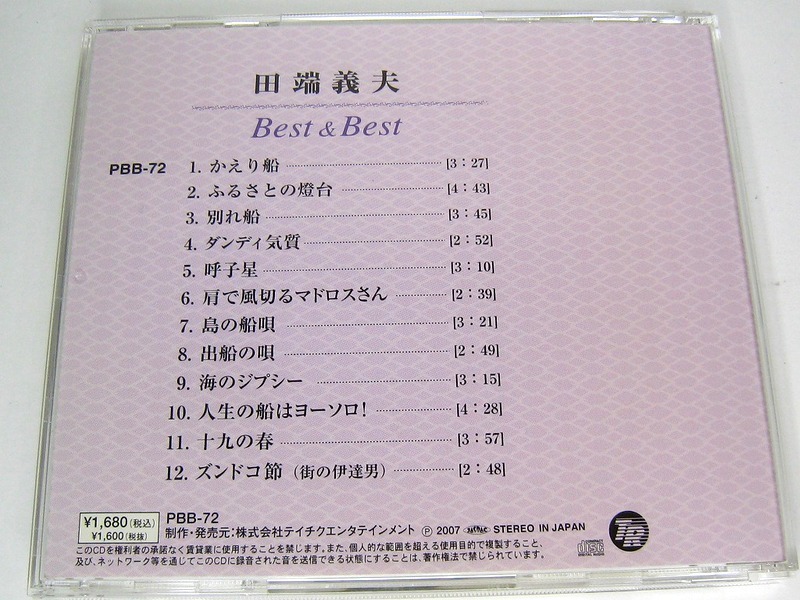 田端義夫
Best & Best
PBB-72 1. かえり船 [3:27]
2. ふるさとの燈台 [4:43]
3. 別れ船 [3:45]
4. ダンディ気質 [2:52]
5. 呼子星 [3:10]
6. 肩で風切るマドロスさん [2:39]
7. 島の船唄 [3:21]
8. 出船の唄 [2:49]
9. 海のジプシー [3:15]
10. 人生の船はヨーソロ! [4:28]
11. 十九の春 [3:57]
12. ズンドコ節(街の伊達男) [2:48]
¥1,680(税込)
¥1,600(税抜)
PBB-72
制作・発売元:株式会社テイチクエンタテインメント Ⓟ 2007 STEREO IN JAPAN
このCDを権利者の承諾なく賃貸業に使用することを禁じます。また、個人的な範囲を超える使用目的で複製すること、
及び、ネットワーク等を通じてこのCDに録音された音を送信できる状態にすることは、著作権法で禁じられています。